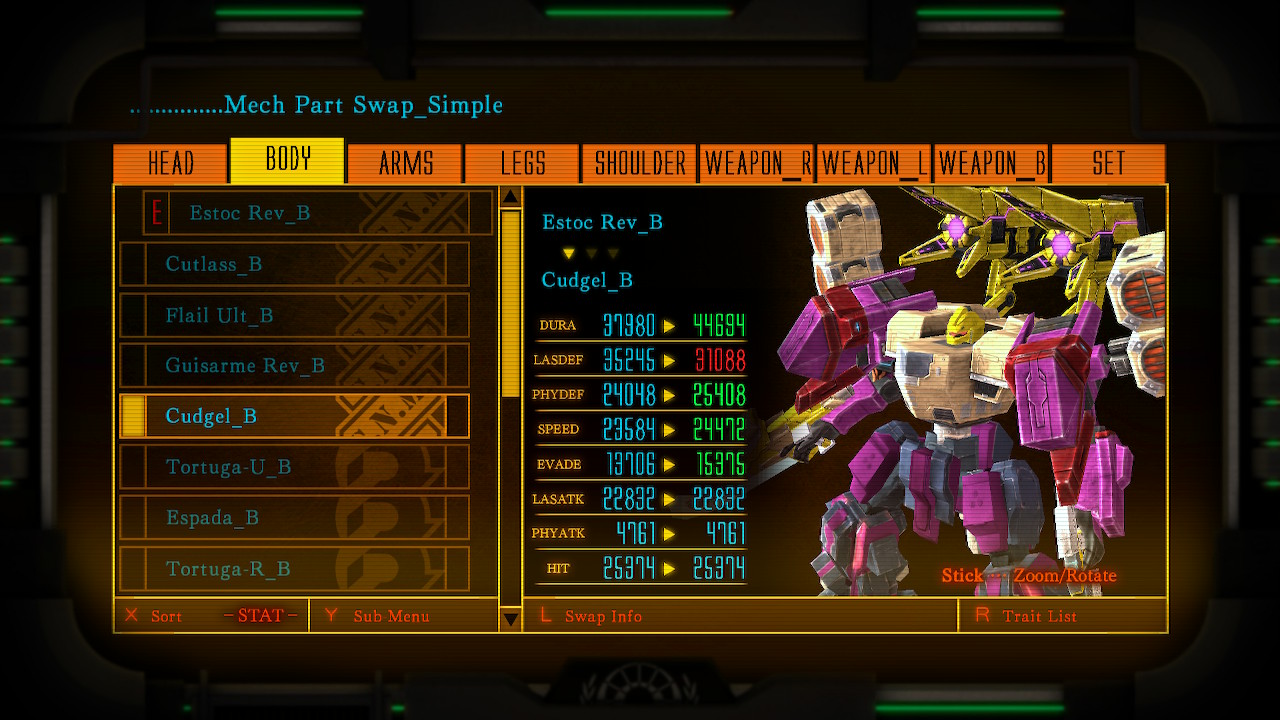 ..............Mech Part Swap_Simple
HEAD BODY ARMS LEGS SHOULDER WEAPON_R WEAPON_L WEAPON_B SET
E Estoc Rev_B
Cutlass_B
Flail Ult_B
Guisarme Rev_B
Cudgel_B
Tortuga-U_B
Espada_B
Tortuga-R_B
X Sort -STAT- Y Sub Menu
Estoc Rev_B
Cudgel_B
DURA 37980 ▶ 44694
LASDEF 35245 ▶ 31088
PHYDEF 24048 ▶ 25408
SPEED 23584 ▶ 24472
EVADE 13706 ▶ 15375
LASATK 22832 ▶ 22832
PHYATK 4761 ▶ 4761
HIT 25374 ▶ 25374
Stick ... Zoom/Rotate
L Swap Info
R Trait List